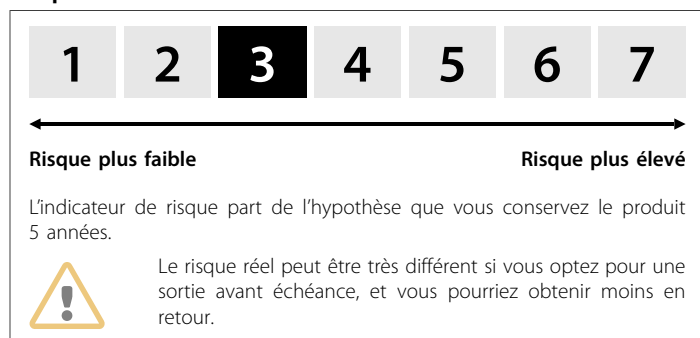 1 2 3 4 5 6 7
Risque plus faible Risque plus élevé
L'indicateur de risque part de l'hypothèse que vous conservez le produit
5 années.
Le risque réel peut être très différent si vous optez pour une
sortie avant échéance, et vous pourriez obtenir moins en
retour.